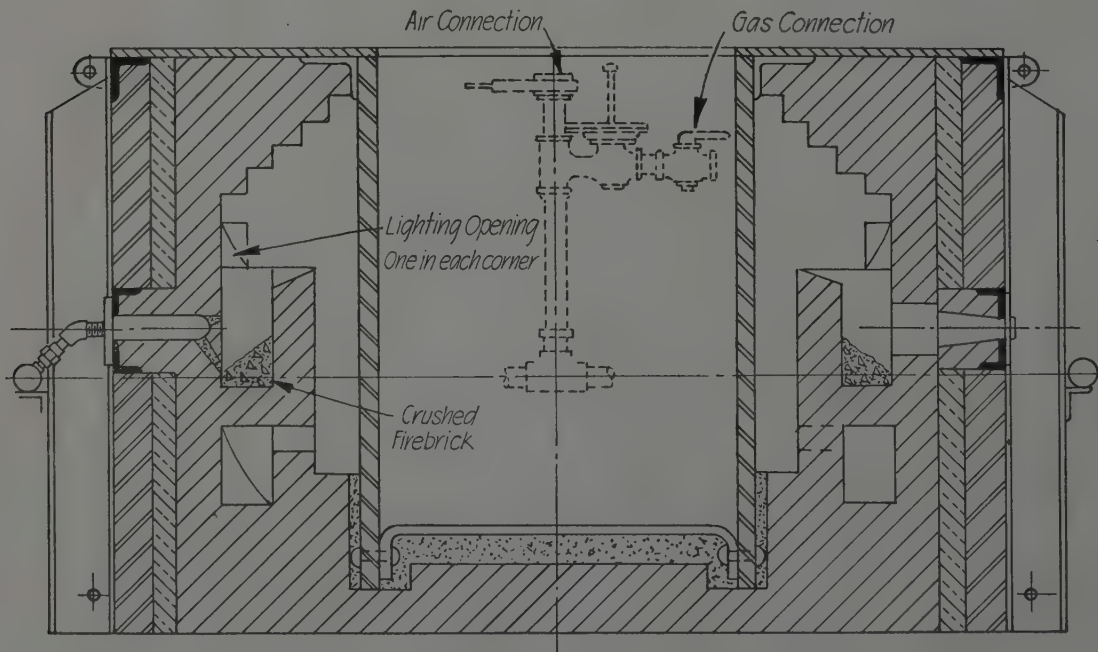 Air Connection
Gas Connection
Lighting Opening
One in each corner
Crushed
Firebrick